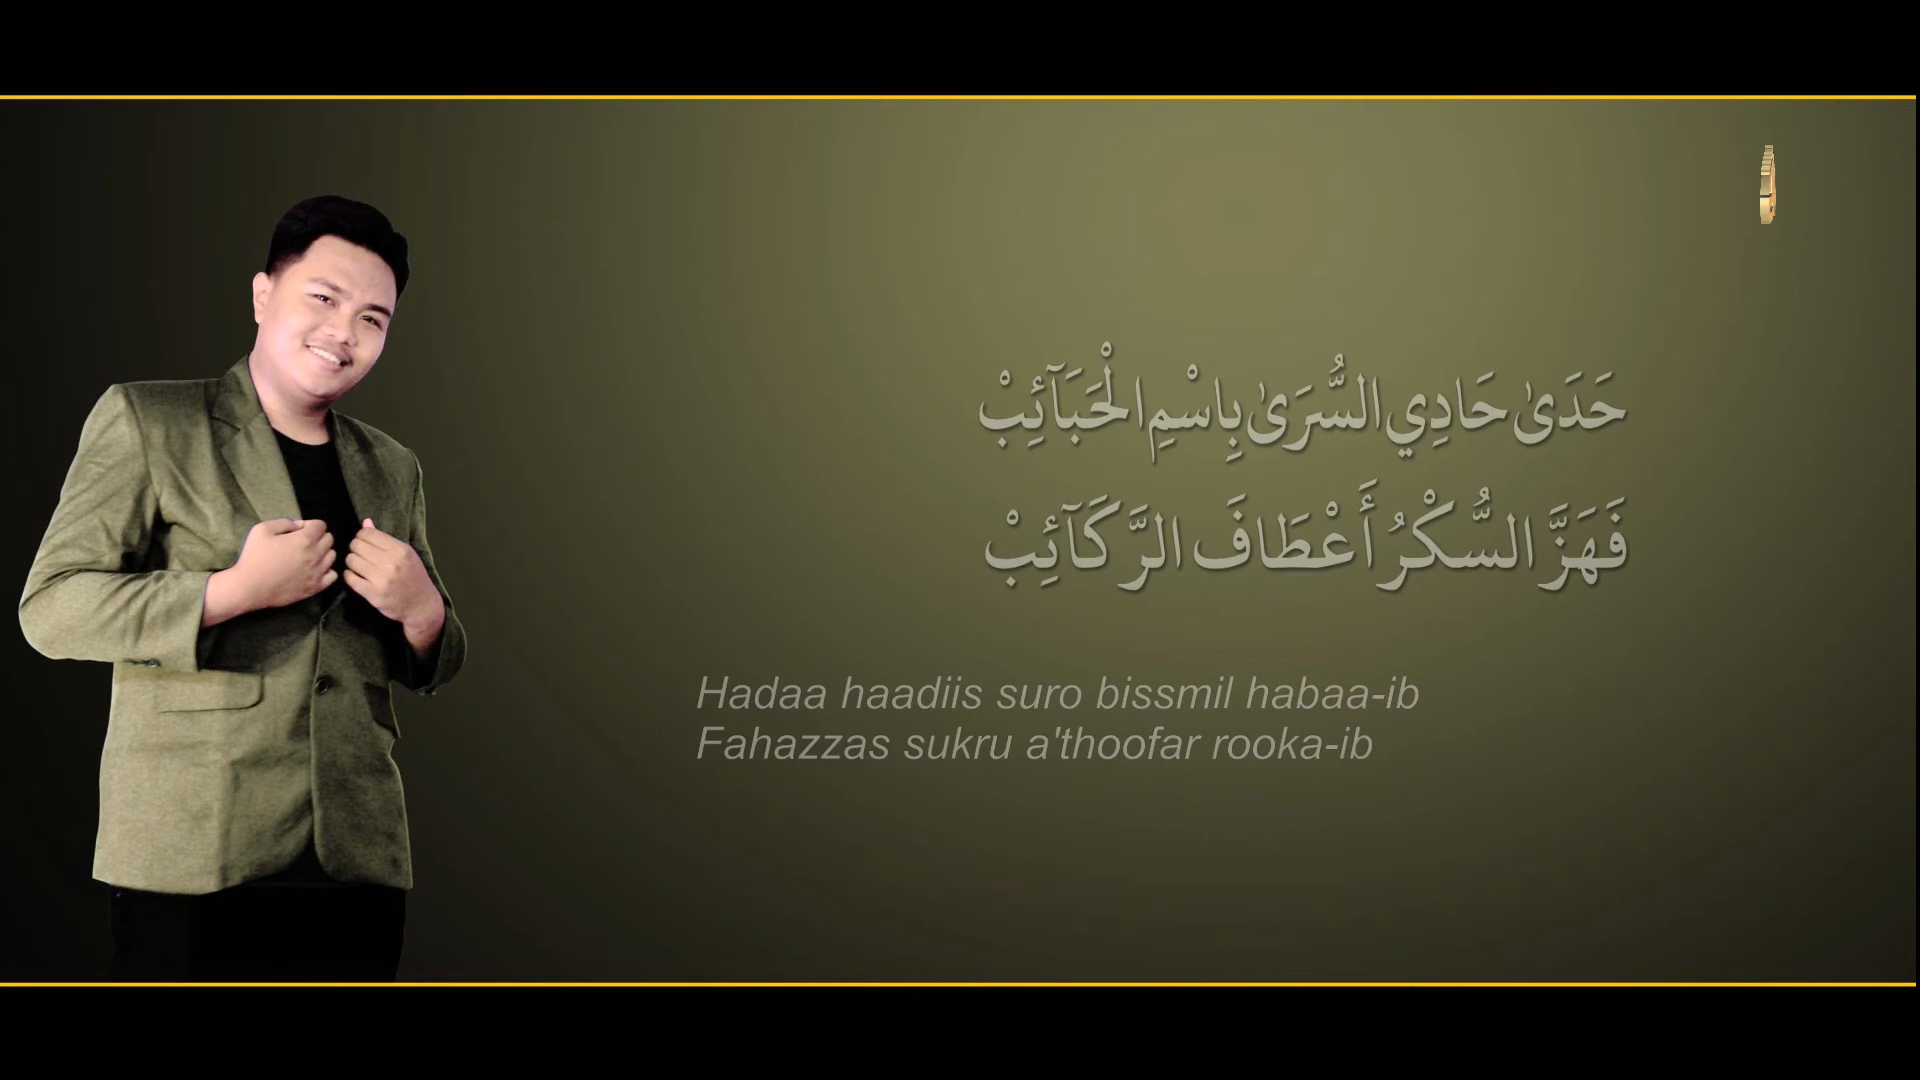 حَدَىٰ حَادِي السُّرَىٰ بِاسْمِ الْحَبَآئِبْ
فَهَزَّ السُّكْرُ أَعْطَافَ الرَّكَآئِبْ
Hadaa haadiis suro bissmil habaa-ib
Fahazzas sukru a'thoofar rooka-ib